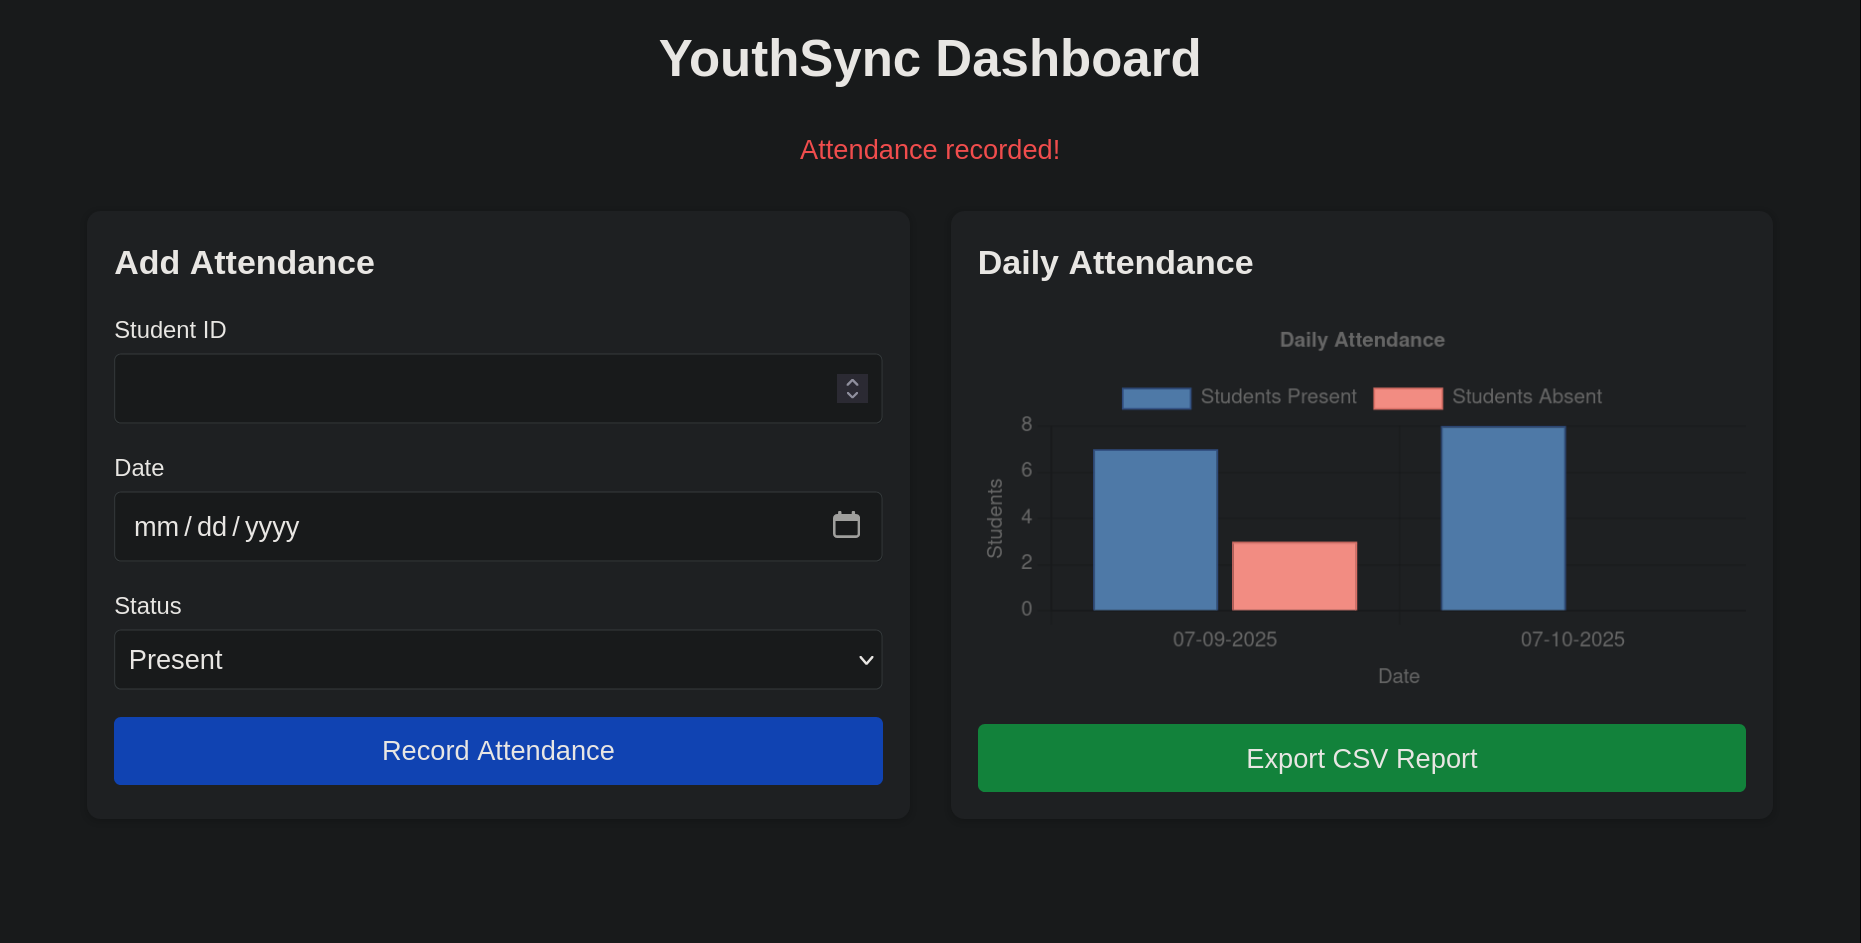 YouthSync Dashboard
Attendance recorded!
Add Attendance
Student ID
Date
mm/dd/yyyy
Status
Present
Record Attendance
Daily Attendance
Daily Attendance
Students Present Students Absent
Students
8
6
4
2
0
07-09-2025 07-10-2025
Date
Export CSV Report